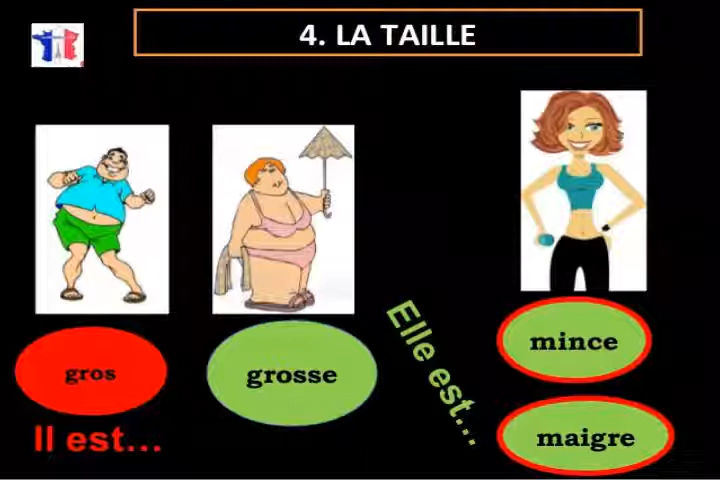 4. LA TAILLE
gros
grosse
Il est...
Elle est...
mince
maigre